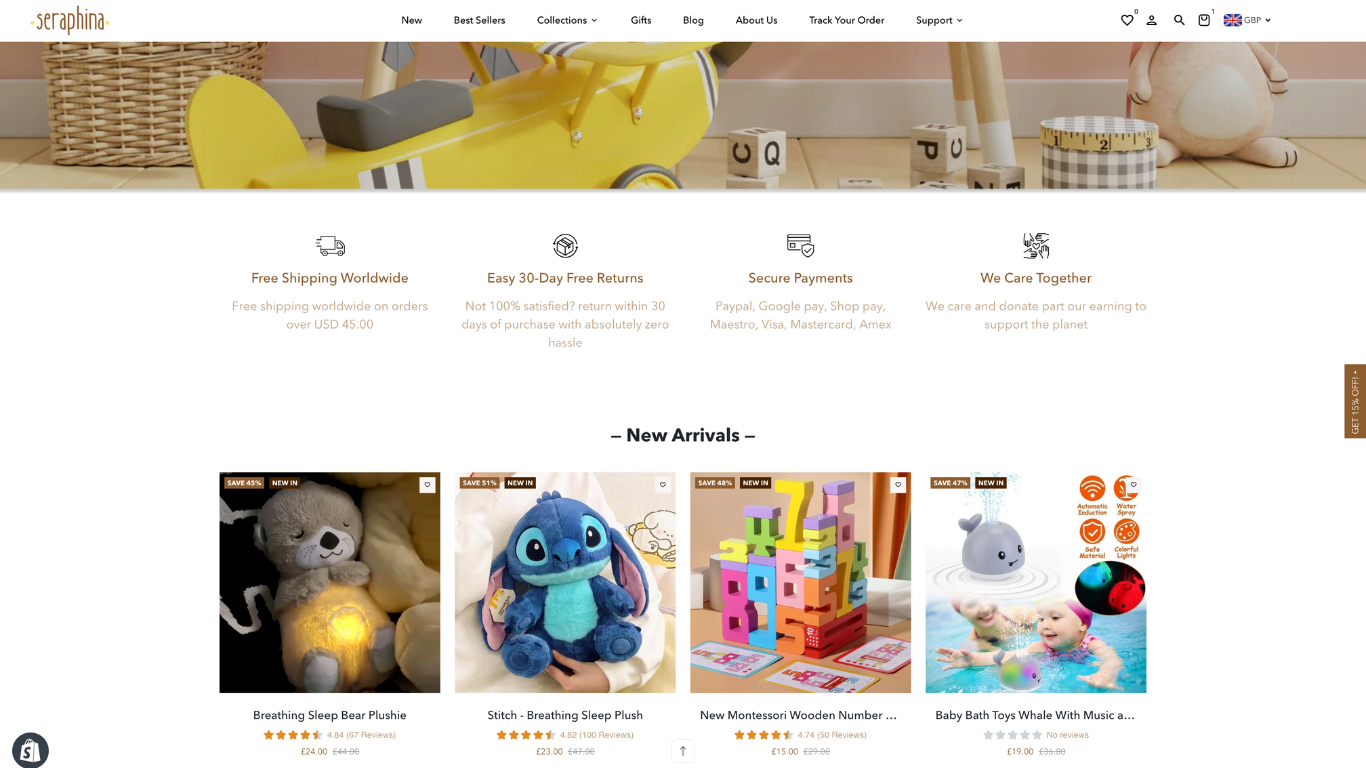 seraphina
New
Best Sellers
Collections
Gifts
Blog
About Us
Track Your Order
Support
0
1
GBP
C Q
1 2 3
Free Shipping Worldwide
Free shipping worldwide on orders
over USD 45.00
Easy 30-Day Free Returns
Not 100% satisfied? return within 30
days of purchase with absolutely zero
hassle
Secure Payments
Paypal, Google pay, Shop pay,
Maestro, Visa, Mastercard, Amex
We Care Together
We care and donate part our earning to
support the planet
GET 15% OFF!
— New Arrivals —
SAVE 45% NEW IN
SAVE 51% NEW IN
SAVE 48% NEW IN
SAVE 47% NEW IN
Automatic
Induction
Water
Spray
Safe
Material
Colorful
Lights
Breathing Sleep Bear Plushie
4.84 (67 Reviews)
£24.00 £44.00
Stitch - Breathing Sleep Plush
4.82 (100 Reviews)
£23.00 £47.00
New Montessori Wooden Number ...
4.74 (50 Reviews)
£15.00 £29.00
Baby Bath Toys Whale With Music a...
No reviews
£19.00 £36.00